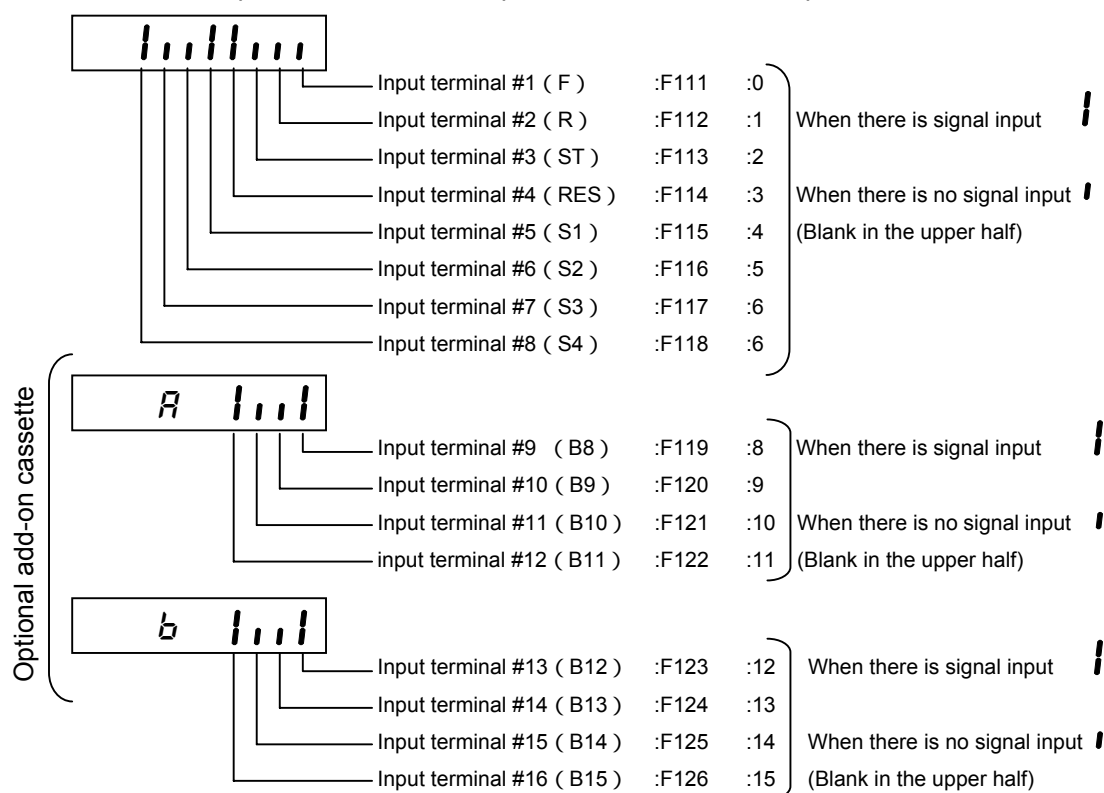 Input terminal #1 ( F ) :F111 :0
Input terminal #2 ( R ) :F112 :1 When there is signal input
Input terminal #3 ( ST ) :F113 :2
Input terminal #4 ( RES ) :F114 :3 When there is no signal input
Input terminal #5 ( S1 ) :F115 :4 (Blank in the upper half)
Input terminal #6 ( S2 ) :F116 :5
Input terminal #7 ( S3 ) :F117 :6
Input terminal #8 ( S4 ) :F118 :6
Optional add-on cassette
A
Input terminal #9 ( B8 ) :F119 :8 When there is signal input
Input terminal #10 ( B9 ) :F120 :9
Input terminal #11 ( B10 ) :F121 :10 When there is no signal input
input terminal #12 ( B11 ) :F122 :11 (Blank in the upper half)
b
Input terminal #13 ( B12 ) :F123 :12 When there is signal input
Input terminal #14 ( B13 ) :F124 :13
Input terminal #15 ( B14 ) :F125 :14 When there is no signal input
Input terminal #16 ( B15 ) :F126 :15 (Blank in the upper half)